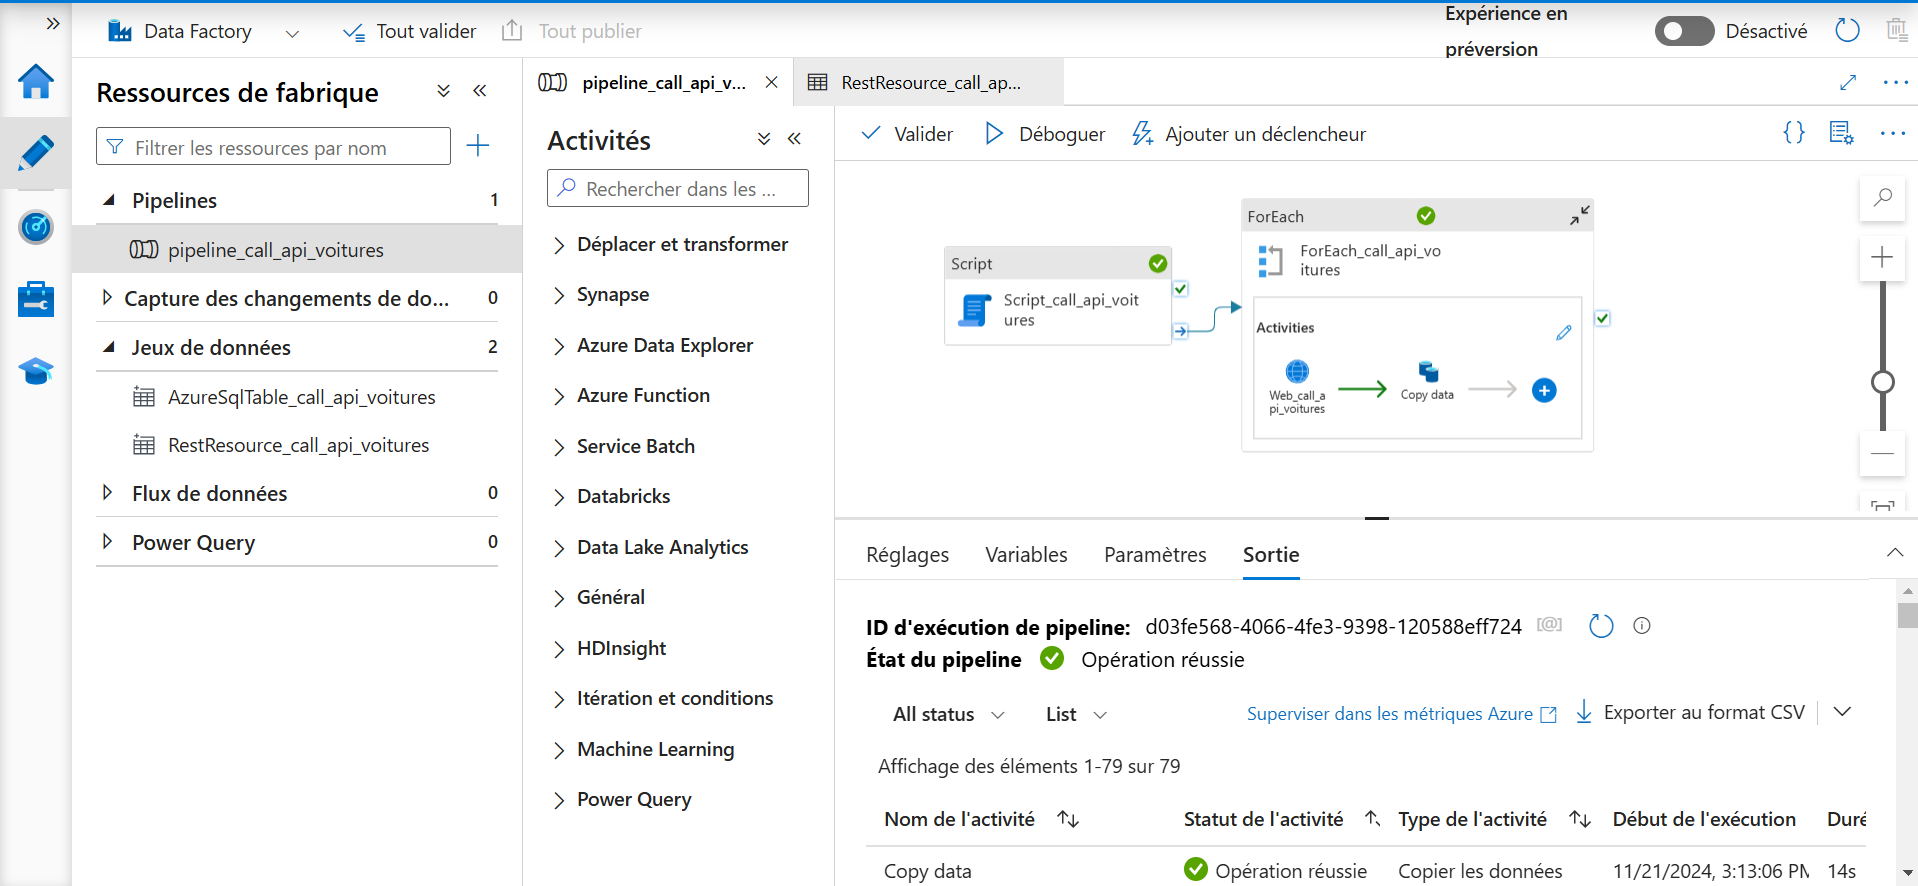 Data Factory
Tout valider
Tout publier
Expérience en
préversion
Désactivé
Ressources de fabrique
Filtrer les ressources par nom
Pipelines 1
pipeline_call_api_voitures
Capture des changements de do... 0
Jeux de données 2
AzureSqlTable_call_api_voitures
RestResource_call_api_voitures
Flux de données 0
Power Query 0
pipeline_call_api_v...
RestResource_call_ap...
Activités
Rechercher dans les ...
Déplacer et transformer
Synapse
Azure Data Explorer
Azure Function
Service Batch
Databricks
Data Lake Analytics
Général
HDInsight
Itération et conditions
Machine Learning
Power Query
Valider
Déboguer
Ajouter un déclencheur
Script
Script_call_api_voit
ures
ForEach
ForEach_call_api_vo
itures
Activities
Web_call_a
pi_voitures
Copy data
Réglages
Variables
Paramètres
Sortie
ID d'exécution de pipeline: d03fe568-4066-4fe3-9398-120588eff724
État du pipeline Opération réussie
All status
List
Superviser dans les métriques Azure
Exporter au format CSV
Affichage des éléments 1-79 sur 79
Nom de l'activité Statut de l'activité Type de l'activité Début de l'exécution Duré
Copy data Opération réussie Copier les données 11/21/2024, 3:13:06 PM 14s